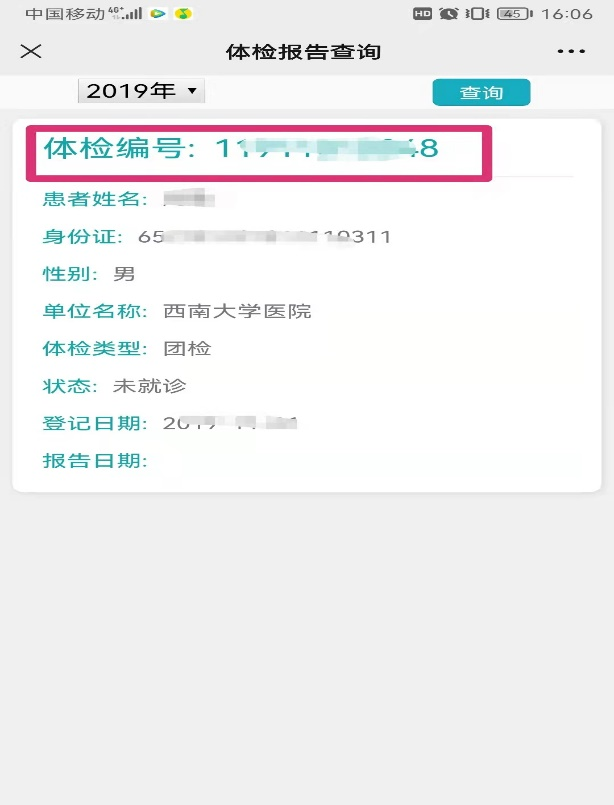 中国移动 4G+ HD 45 16:06
体检报告查询
2019年 查询
体检编号:
患者姓名:
身份证:
性别: 男
单位名称: 西南大学医院
体检类型: 团检
状态: 未就诊
登记日期:
报告日期: